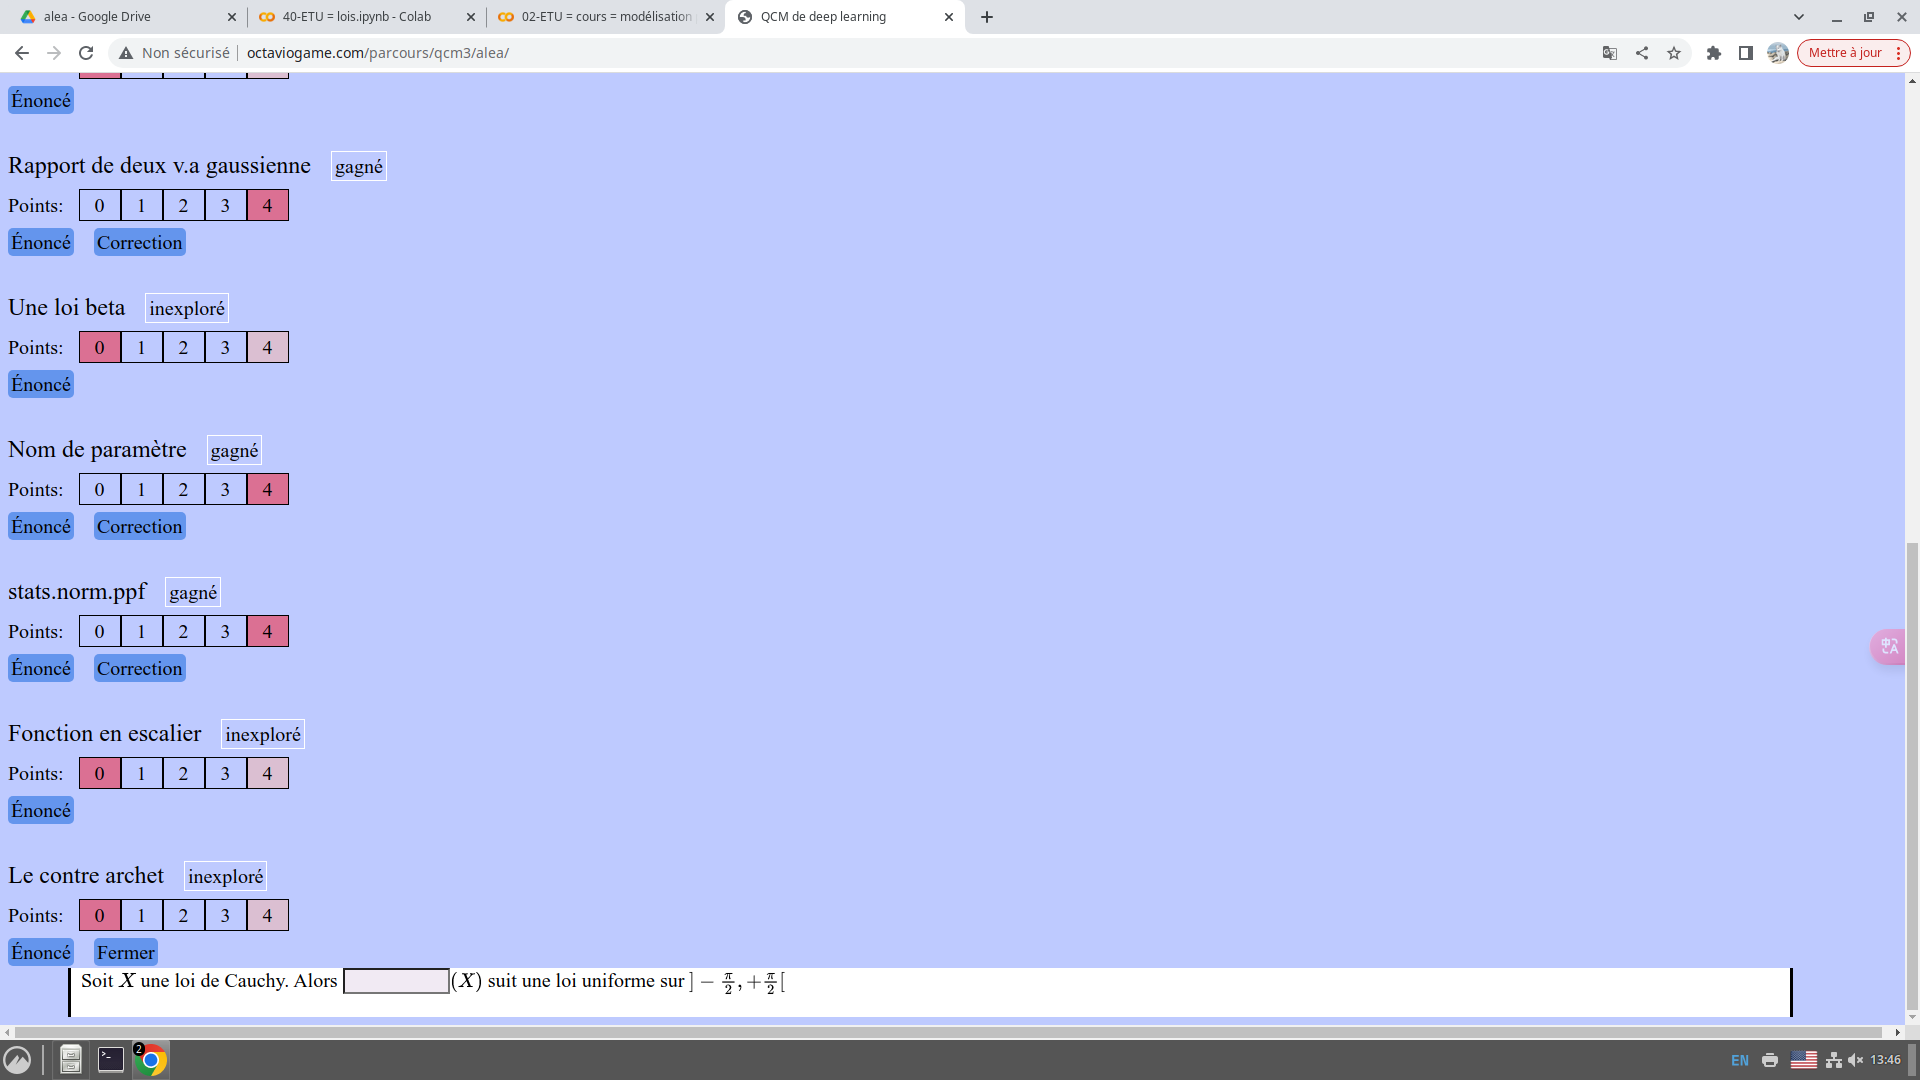 alea - Google Drive
40-ETU = lois.ipynb - Colab
02-ETU = cours = modélisation
QCM de deep learning
Non sécurisé
octaviogame.com/parcours/qcm3/alea/
Mettre à jour
Énoncé
Rapport de deux v.a gaussienne gagné
Points: 0 1 2 3 4
Énoncé Correction
Une loi beta inexploré
Points: 0 1 2 3 4
Énoncé
Nom de paramètre gagné
Points: 0 1 2 3 4
Énoncé Correction
stats.norm.ppf gagné
Points: 0 1 2 3 4
Énoncé Correction
Fonction en escalier inexploré
Points: 0 1 2 3 4
Énoncé
Le contre archet inexploré
Points: 0 1 2 3 4
Énoncé Fermer
Soit X une loi de Cauchy. Alors (X) suit une loi uniforme sur ] − π/2, +π/2 [
2
EN
13:46